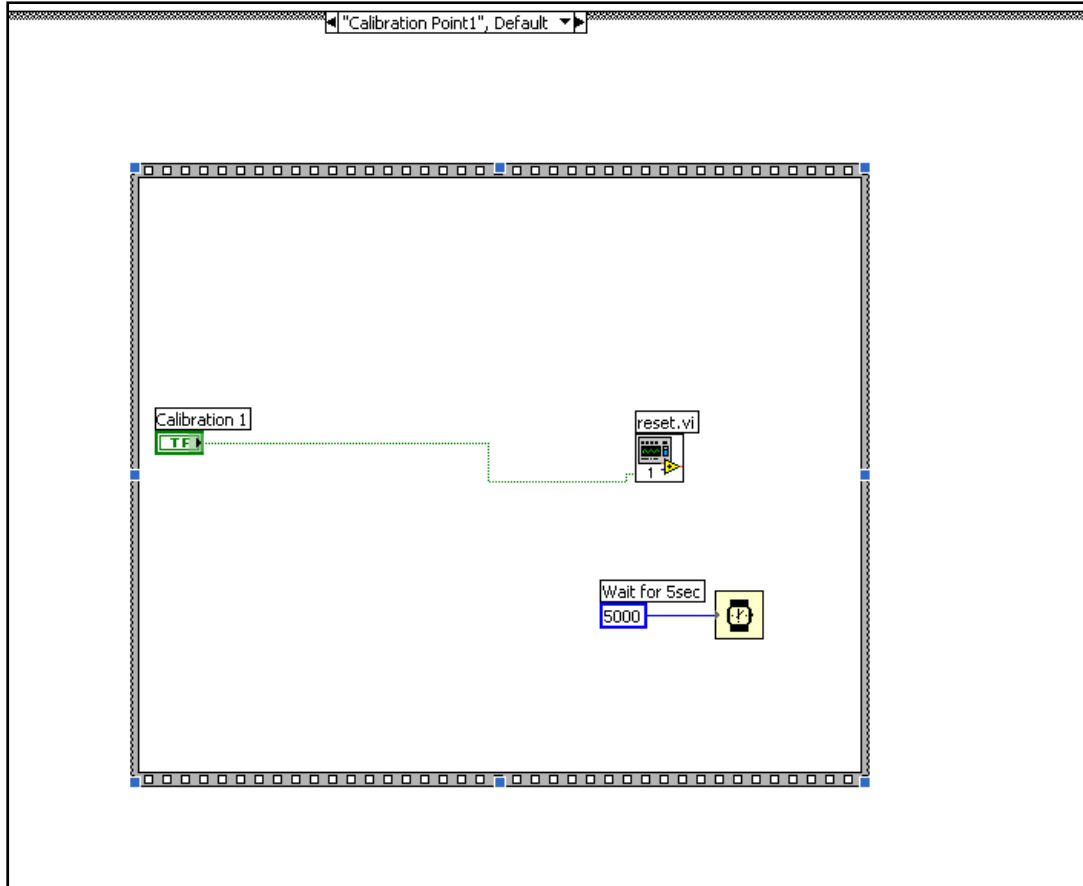 "Calibration Point1", Default
Calibration 1
TF
reset.vi
1
Wait for 5sec
5000